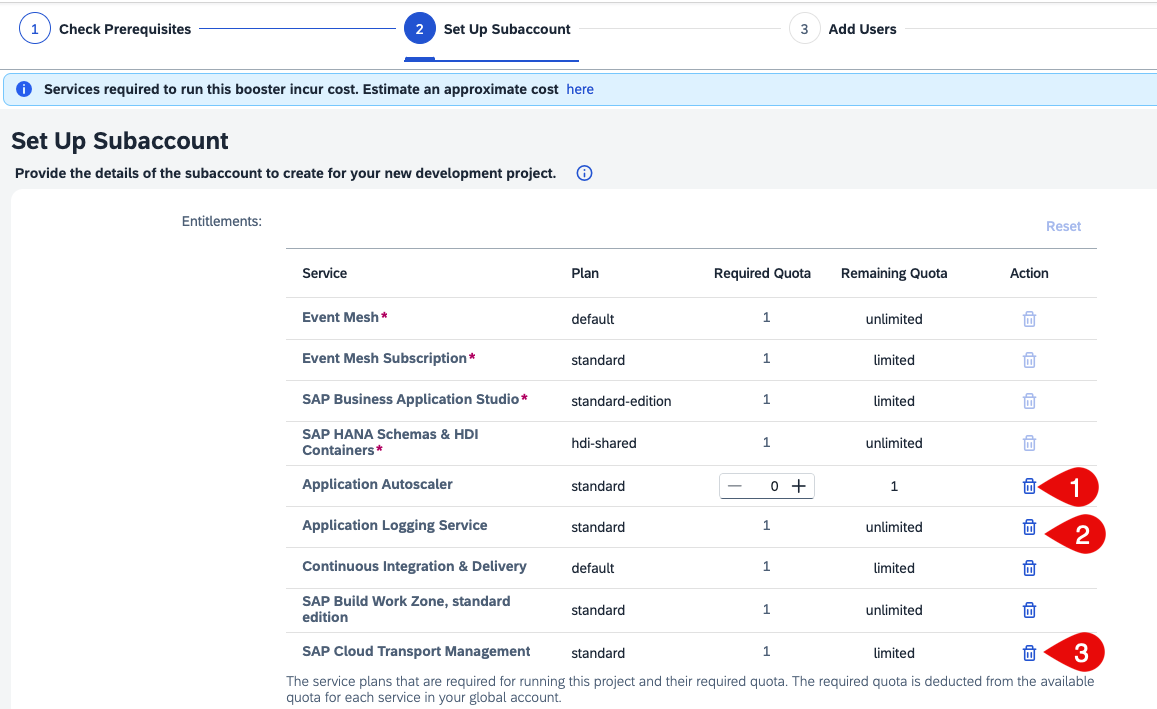 1 Check Prerequisites 2 Set Up Subaccount 3 Add Users
Services required to run this booster incur cost. Estimate an approximate cost here
Set Up Subaccount
Provide the details of the subaccount to create for your new development project.
Entitlements:
Reset
Service Plan Required Quota Remaining Quota Action
Event Mesh* default 1 unlimited
Event Mesh Subscription* standard 1 limited
SAP Business Application Studio* standard-edition 1 limited
SAP HANA Schemas & HDI
Containers* hdi-shared 1 unlimited
Application Autoscaler standard — 0 + 1 1
Application Logging Service standard 1 unlimited 2
Continuous Integration & Delivery default 1 limited
SAP Build Work Zone, standard
edition standard 1 unlimited
SAP Cloud Transport Management standard 1 limited 3
The service plans that are required for running this project and their required quota. The required quota is deducted from the available
quota for each service in your global account.